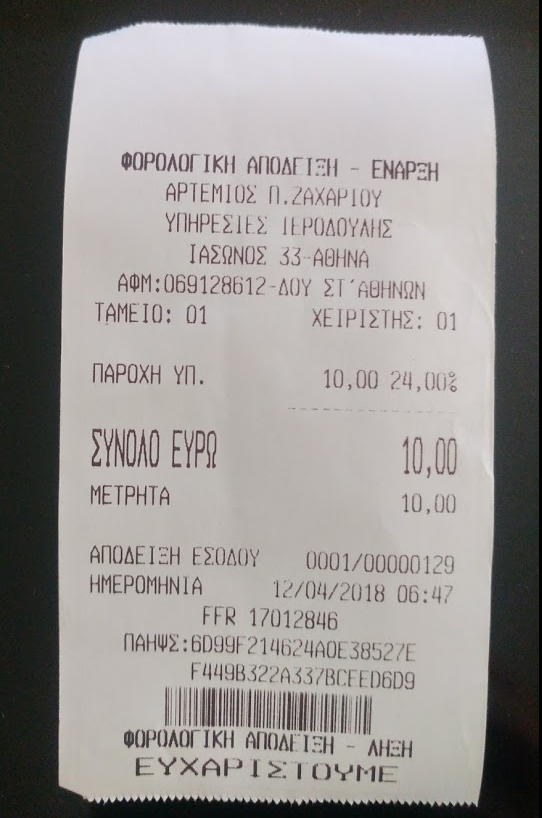 ΦΟΡΟΛΟΓΙΚΗ ΑΠΟΔΕΙΞΗ - ΕΝΑΡΞΗ
ΑΡΤΕΜΙΟΣ Π.ΖΑΧΑΡΙΟΥ
ΥΠΗΡΕΣΙΕΣ ΙΕΡΟΔΟΥΛΗΣ
ΙΑΣΩΝΟΣ 33-ΑΘΗΝΑ
ΑΦΜ:069128612-ΔΟΥ ΣΤ΄ΑΘΗΝΩΝ
ΤΑΜΕΙΟ: 01 ΧΕΙΡΙΣΤΗΣ: 01
ΠΑΡΟΧΗ ΥΠ. 10,00 24,00%
ΣΥΝΟΛΟ ΕΥΡΩ 10,00
ΜΕΤΡΗΤΑ 10,00
ΑΠΟΔΕΙΞΗ ΕΣΟΔΟΥ 0001/00000129
ΗΜΕΡΟΜΗΝΙΑ 12/04/2018 06:47
FFR 17012846
ΠΑΗΨΣ:6D99F214624A0E38527E
F449B322A337BCFED6D9
ΦΟΡΟΛΟΓΙΚΗ ΑΠΟΔΕΙΞΗ - ΛΗΞΗ
ΕΥΧΑΡΙΣΤΟΥΜΕ